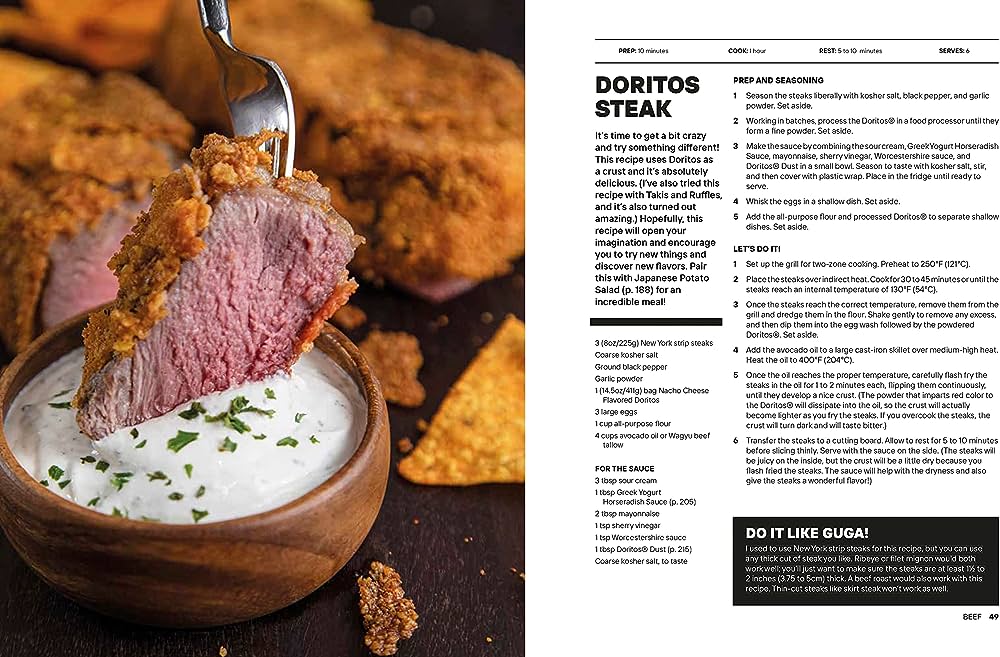 PREP: 10 minutes
COOK: 1 hour
REST: 5 to 10 minutes
SERVES: 6
DORITOS
STEAK
It's time to get a bit crazy
and try something different!
This recipe uses Doritos as
a crust and it's absolutely
delicious. (I've also tried this
recipe with Takis and Ruffles,
and it's also turned out
amazing.) Hopefully, this
recipe will open your
imagination and encourage
you to try new things and
discover new flavors. Pair
this with Japanese Potato
Salad (p. 188) for an
incredible meal!
3 (8oz/225g) New York strip steaks
Coarse kosher salt
Ground black pepper
Garlic powder
1 (14.5oz/411g) bag Nacho Cheese
Flavored Doritos
3 large eggs
1 cup all-purpose flour
4 cups avocado oil or Wagyu beef
tallow
FOR THE SAUCE
3 tbsp sour cream
1 tbsp Greek Yogurt
Horseradish Sauce (p. 205)
2 tbsp mayonnaise
1 tsp sherry vinegar
1 tsp Worcestershire sauce
1 tbsp Doritos® Dust (p. 215)
Coarse kosher salt, to taste
PREP AND SEASONING
1 Season the steaks liberally with kosher salt, black pepper, and garlic
powder. Set aside.
2 Working in batches, process the Doritos® in a food processor until they
form a fine powder. Set aside.
3 Make the sauce by combining the sour cream, Greek Yogurt Horseradish
Sauce, mayonnaise, sherry vinegar, Worcestershire sauce, and
Doritos® Dust in a small bowl. Season to taste with kosher salt, stir,
and then cover with plastic wrap. Place in the fridge until ready to
serve.
4 Whisk the eggs in a shallow dish. Set aside.
5 Add the all-purpose flour and processed Doritos® to separate shallow
dishes. Set aside.
LET'S DO IT!
1 Set up the grill for two-zone cooking. Preheat to 250°F (121°C).
2 Place the steaks over indirect heat. Cook for 30 to 45 minutes or until the
steaks reach an internal temperature of 130°F (54°C).
3 Once the steaks reach the correct temperature, remove them from the
grill and dredge them in the flour. Shake gently to remove any excess,
and then dip them into the egg wash followed by the powdered
Doritos®. Set aside.
4 Add the avocado oil to a large cast-iron skillet over medium-high heat.
Heat the oil to 400°F (204°C).
5 Once the oil reaches the proper temperature, carefully flash fry the
steaks in the oil for 1 to 2 minutes each, flipping them continuously,
until they develop a nice crust. (The powder that imparts red color to
the Doritos® will dissipate into the oil, so the crust will actually
become lighter as you fry the steaks. If you overcook the steaks, the
crust will turn dark and will taste bitter.)
6 Transfer the steaks to a cutting board. Allow to rest for 5 to 10 minutes
before slicing thinly. Serve with the sauce on the side. (The steaks will
be juicy on the inside, but the crust will be a little dry because you
flash fried the steaks. The sauce will help with the dryness and also
give the steaks a wonderful flavor!)
DO IT LIKE GUGA!
I used to use New York strip steaks for this recipe, but you can use
any thick cut of steak you like. Ribeye or filet mignon would both
work well; you'll just want to make sure the steaks are at least 1½ to
2 inches (3.75 to 5cm) thick. A beef roast would also work with this
recipe. Thin-cut steaks like skirt steak won't work as well.
BEEF 49